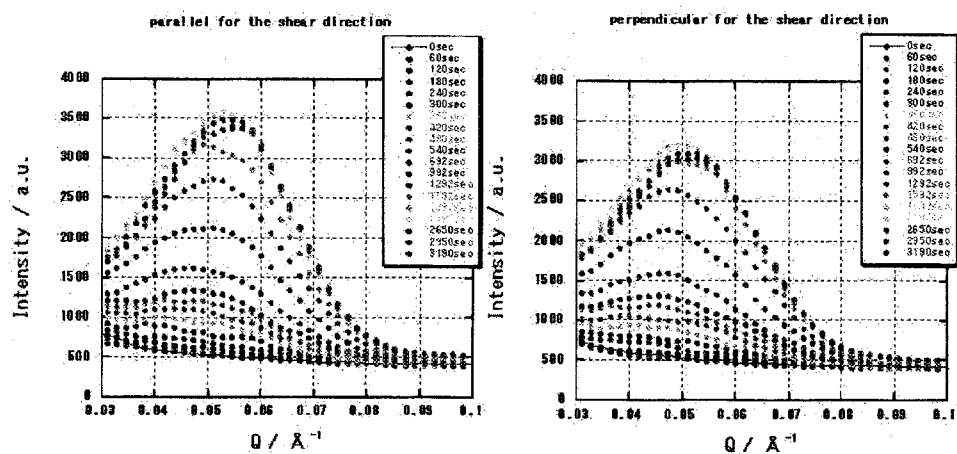 parallel for the shear direction
0sec
60sec
120sec
180sec
240sec
300sec
420sec
480sec
540sec
692sec
992sec
1292sec
1592sec
2650sec
2950sec
3190sec
4000
3500
3000
2500
2000
1500
1000
500
0
0.03 0.04 0.05 0.06 0.07 0.08 0.09 0.1
Intensity / a.u.
Q / Å⁻¹
perpendicular for the shear direction
0sec
60sec
120sec
180sec
240sec
300sec
420sec
480sec
540sec
692sec
992sec
1292sec
1592sec
2650sec
2950sec
3190sec
4000
3500
3000
2500
2000
1500
1000
500
0
0.03 0.04 0.05 0.06 0.07 0.08 0.09 0.1
Intensity / a.u.
Q / Å⁻¹